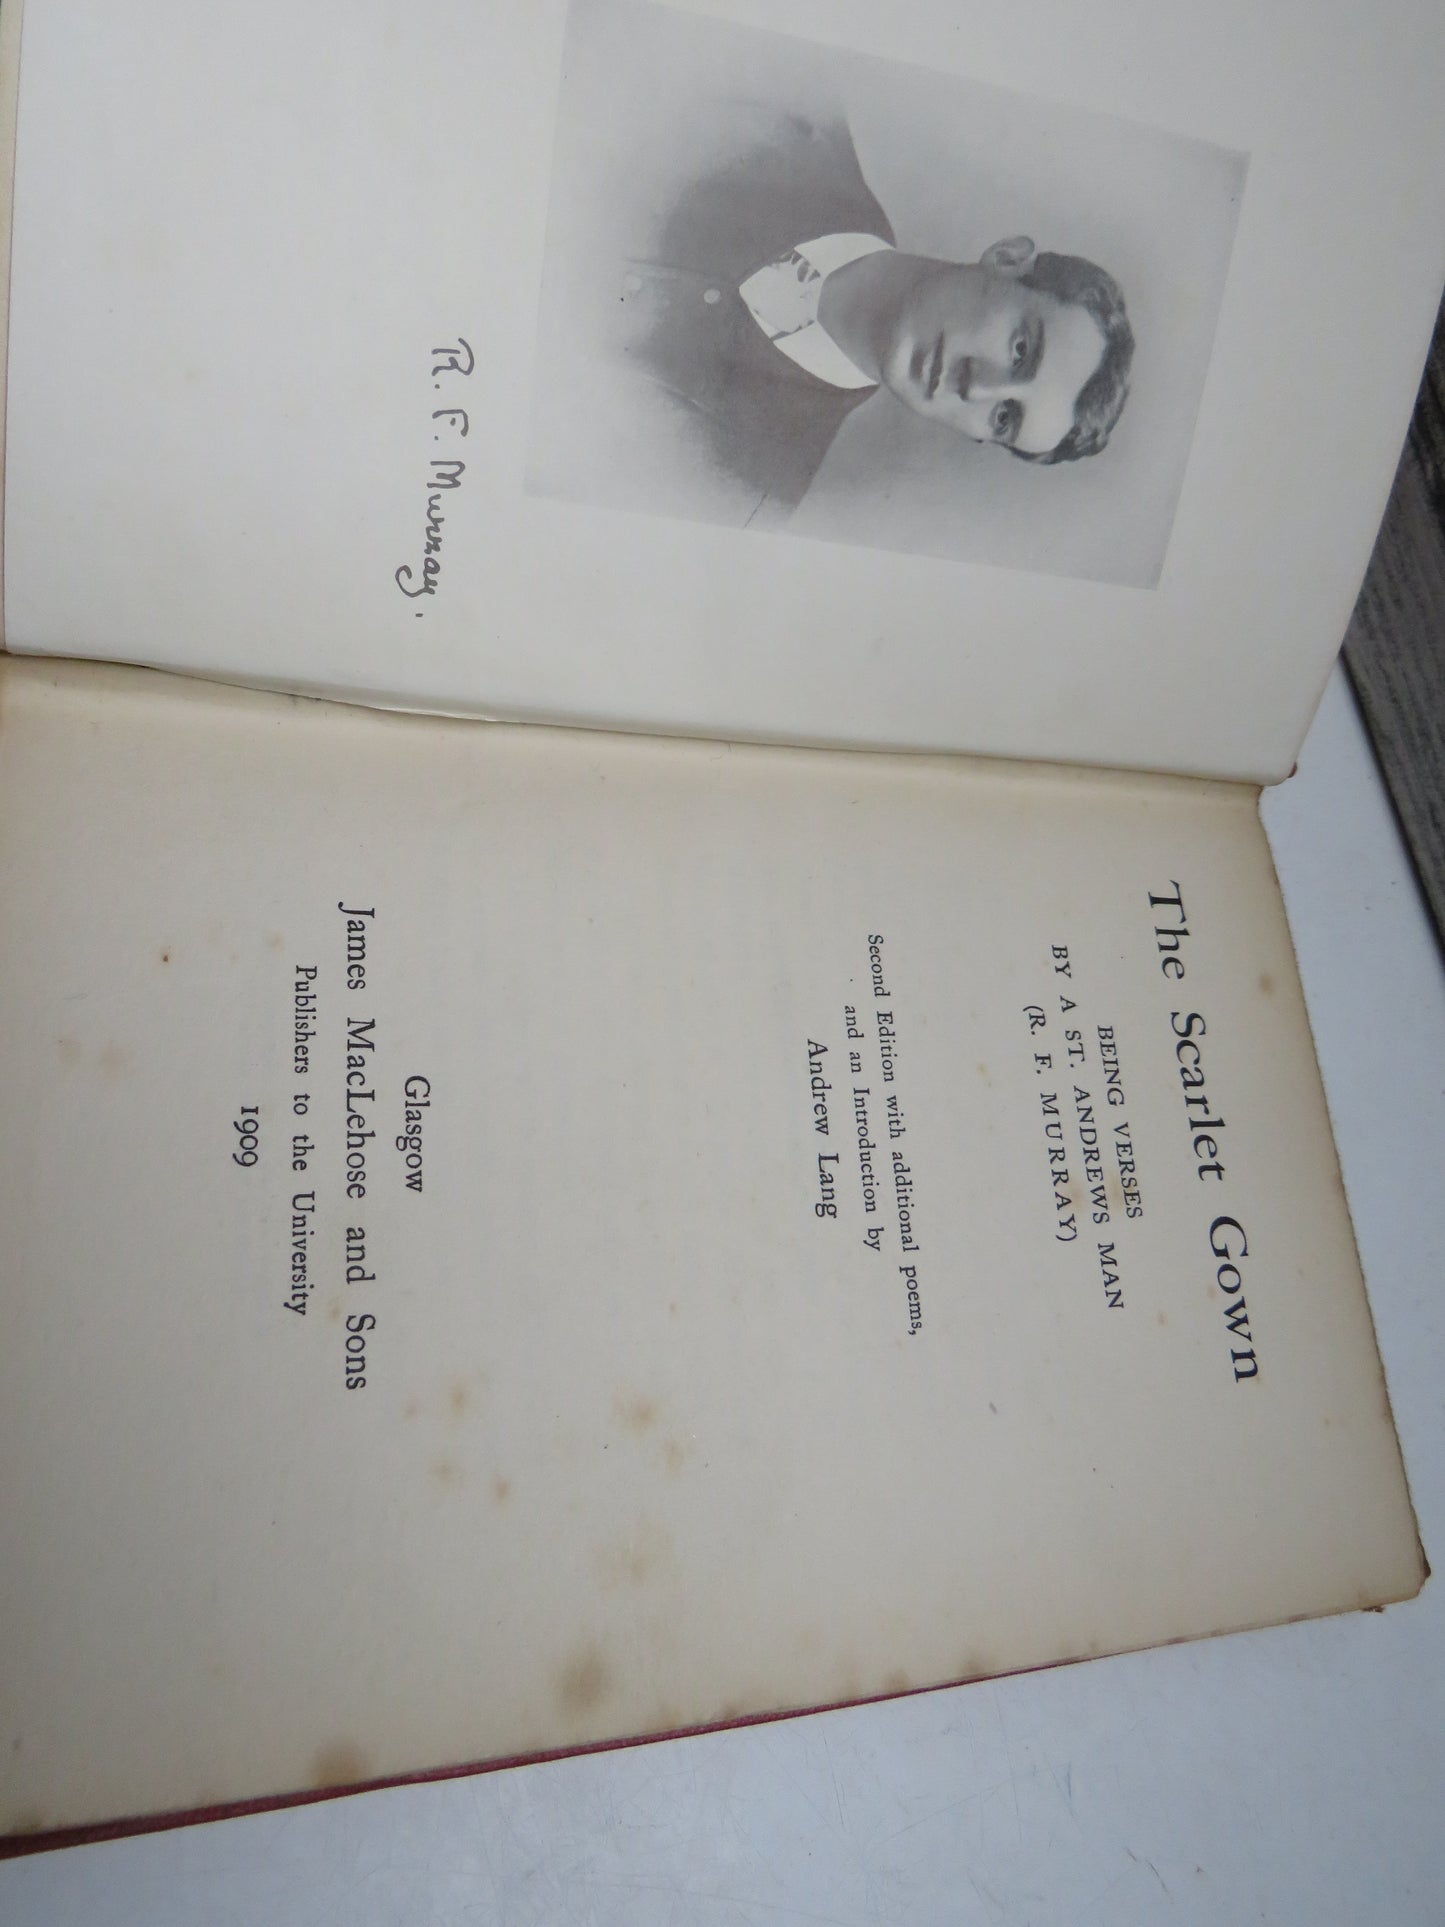 R. F. Murray.
The Scarlet Gown
BEING VERSES
BY A ST. ANDREWS MAN
(R. F. MURRAY)
Second Edition with additional poems,
and an Introduction by
Andrew Lang
Glasgow
James MacLehose and Sons
Publishers to the University
1909